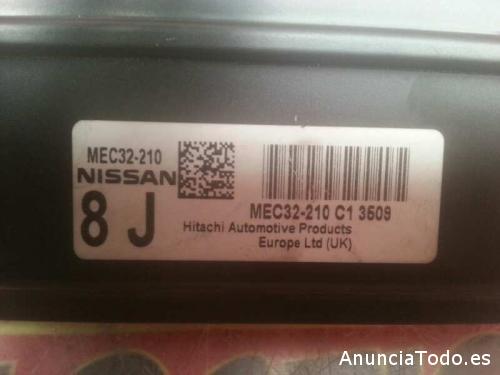 MEC32-210
NISSAN
8 J
MEC32-210 C1 3509
Hitachi Automotive Products
Europe Ltd (UK)
AnunciaTodo.es